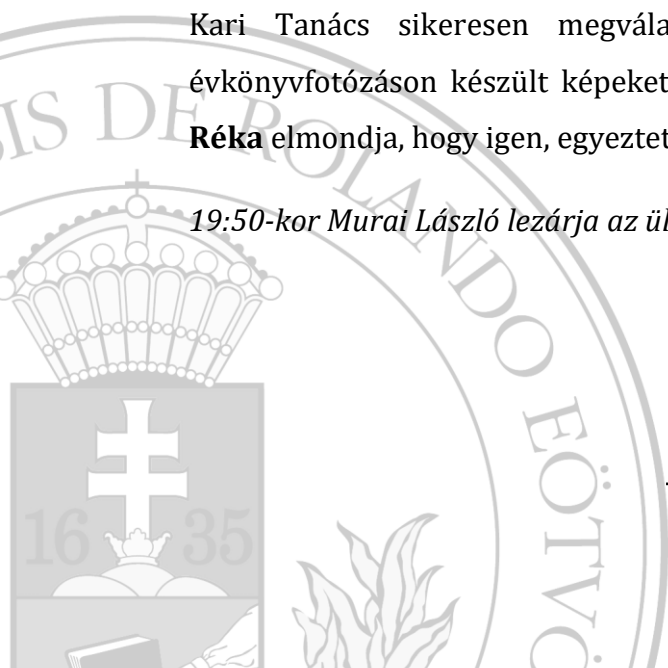 Kari Tanács sikeresen megvála
évkönyvfotózáson készült képeket
Réka elmondja, hogy igen, egyeztet
19:50-kor Murai László lezárja az ül
SIS DE ROLANDO EÖTVÖ
16 35